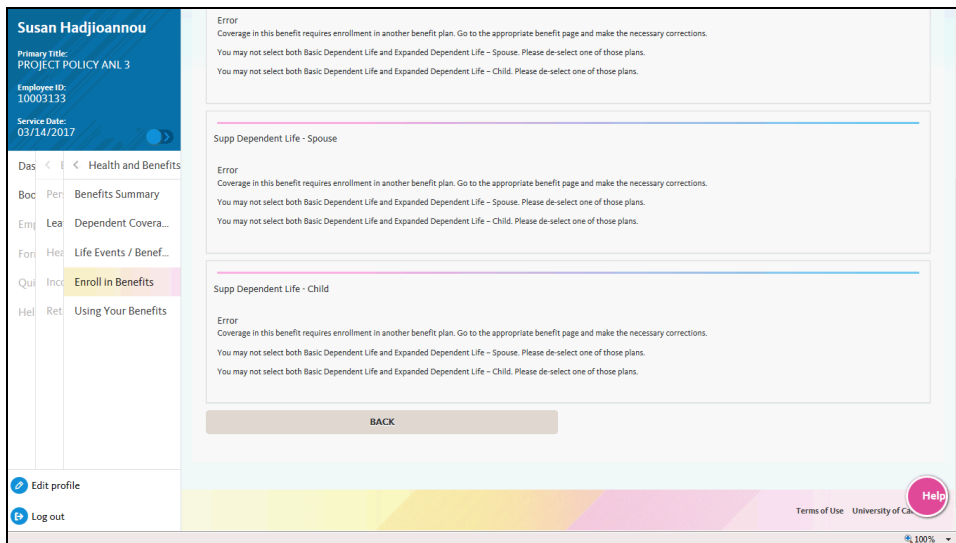 Susan Hadjioannou
Primary Title:
PROJECT POLICY ANL 3
Employee ID:
10003133
Service Date:
03/14/2017
Das
Boo
Emp
For
Qui
Hel
Per
Lea
Hea
Inco
Ret
Health and Benefits
Benefits Summary
Dependent Covera...
Life Events / Benef...
Enroll in Benefits
Using Your Benefits
Edit profile
Log out
Error
Coverage in this benefit requires enrollment in another benefit plan. Go to the appropriate benefit page and make the necessary corrections.
You may not select both Basic Dependent Life and Expanded Dependent Life – Spouse. Please de-select one of those plans.
You may not select both Basic Dependent Life and Expanded Dependent Life – Child. Please de-select one of those plans.
Supp Dependent Life - Spouse
Error
Coverage in this benefit requires enrollment in another benefit plan. Go to the appropriate benefit page and make the necessary corrections.
You may not select both Basic Dependent Life and Expanded Dependent Life – Spouse. Please de-select one of those plans.
You may not select both Basic Dependent Life and Expanded Dependent Life – Child. Please de-select one of those plans.
Supp Dependent Life - Child
Error
Coverage in this benefit requires enrollment in another benefit plan. Go to the appropriate benefit page and make the necessary corrections.
You may not select both Basic Dependent Life and Expanded Dependent Life – Spouse. Please de-select one of those plans.
You may not select both Basic Dependent Life and Expanded Dependent Life – Child. Please de-select one of those plans.
BACK
Help
Terms of Use University of Ca
100%